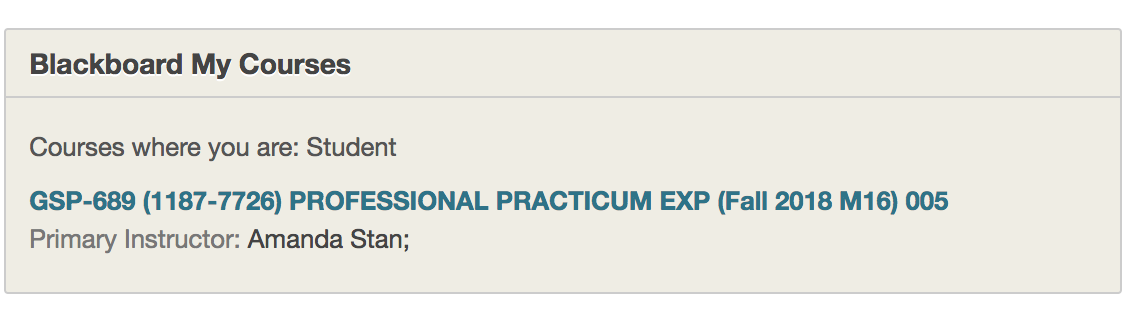 Blackboard My Courses
Courses where you are: Student
GSP-689 (1187-7726) PROFESSIONAL PRACTICUM EXP (Fall 2018 M16) 005
Primary Instructor: Amanda Stan;